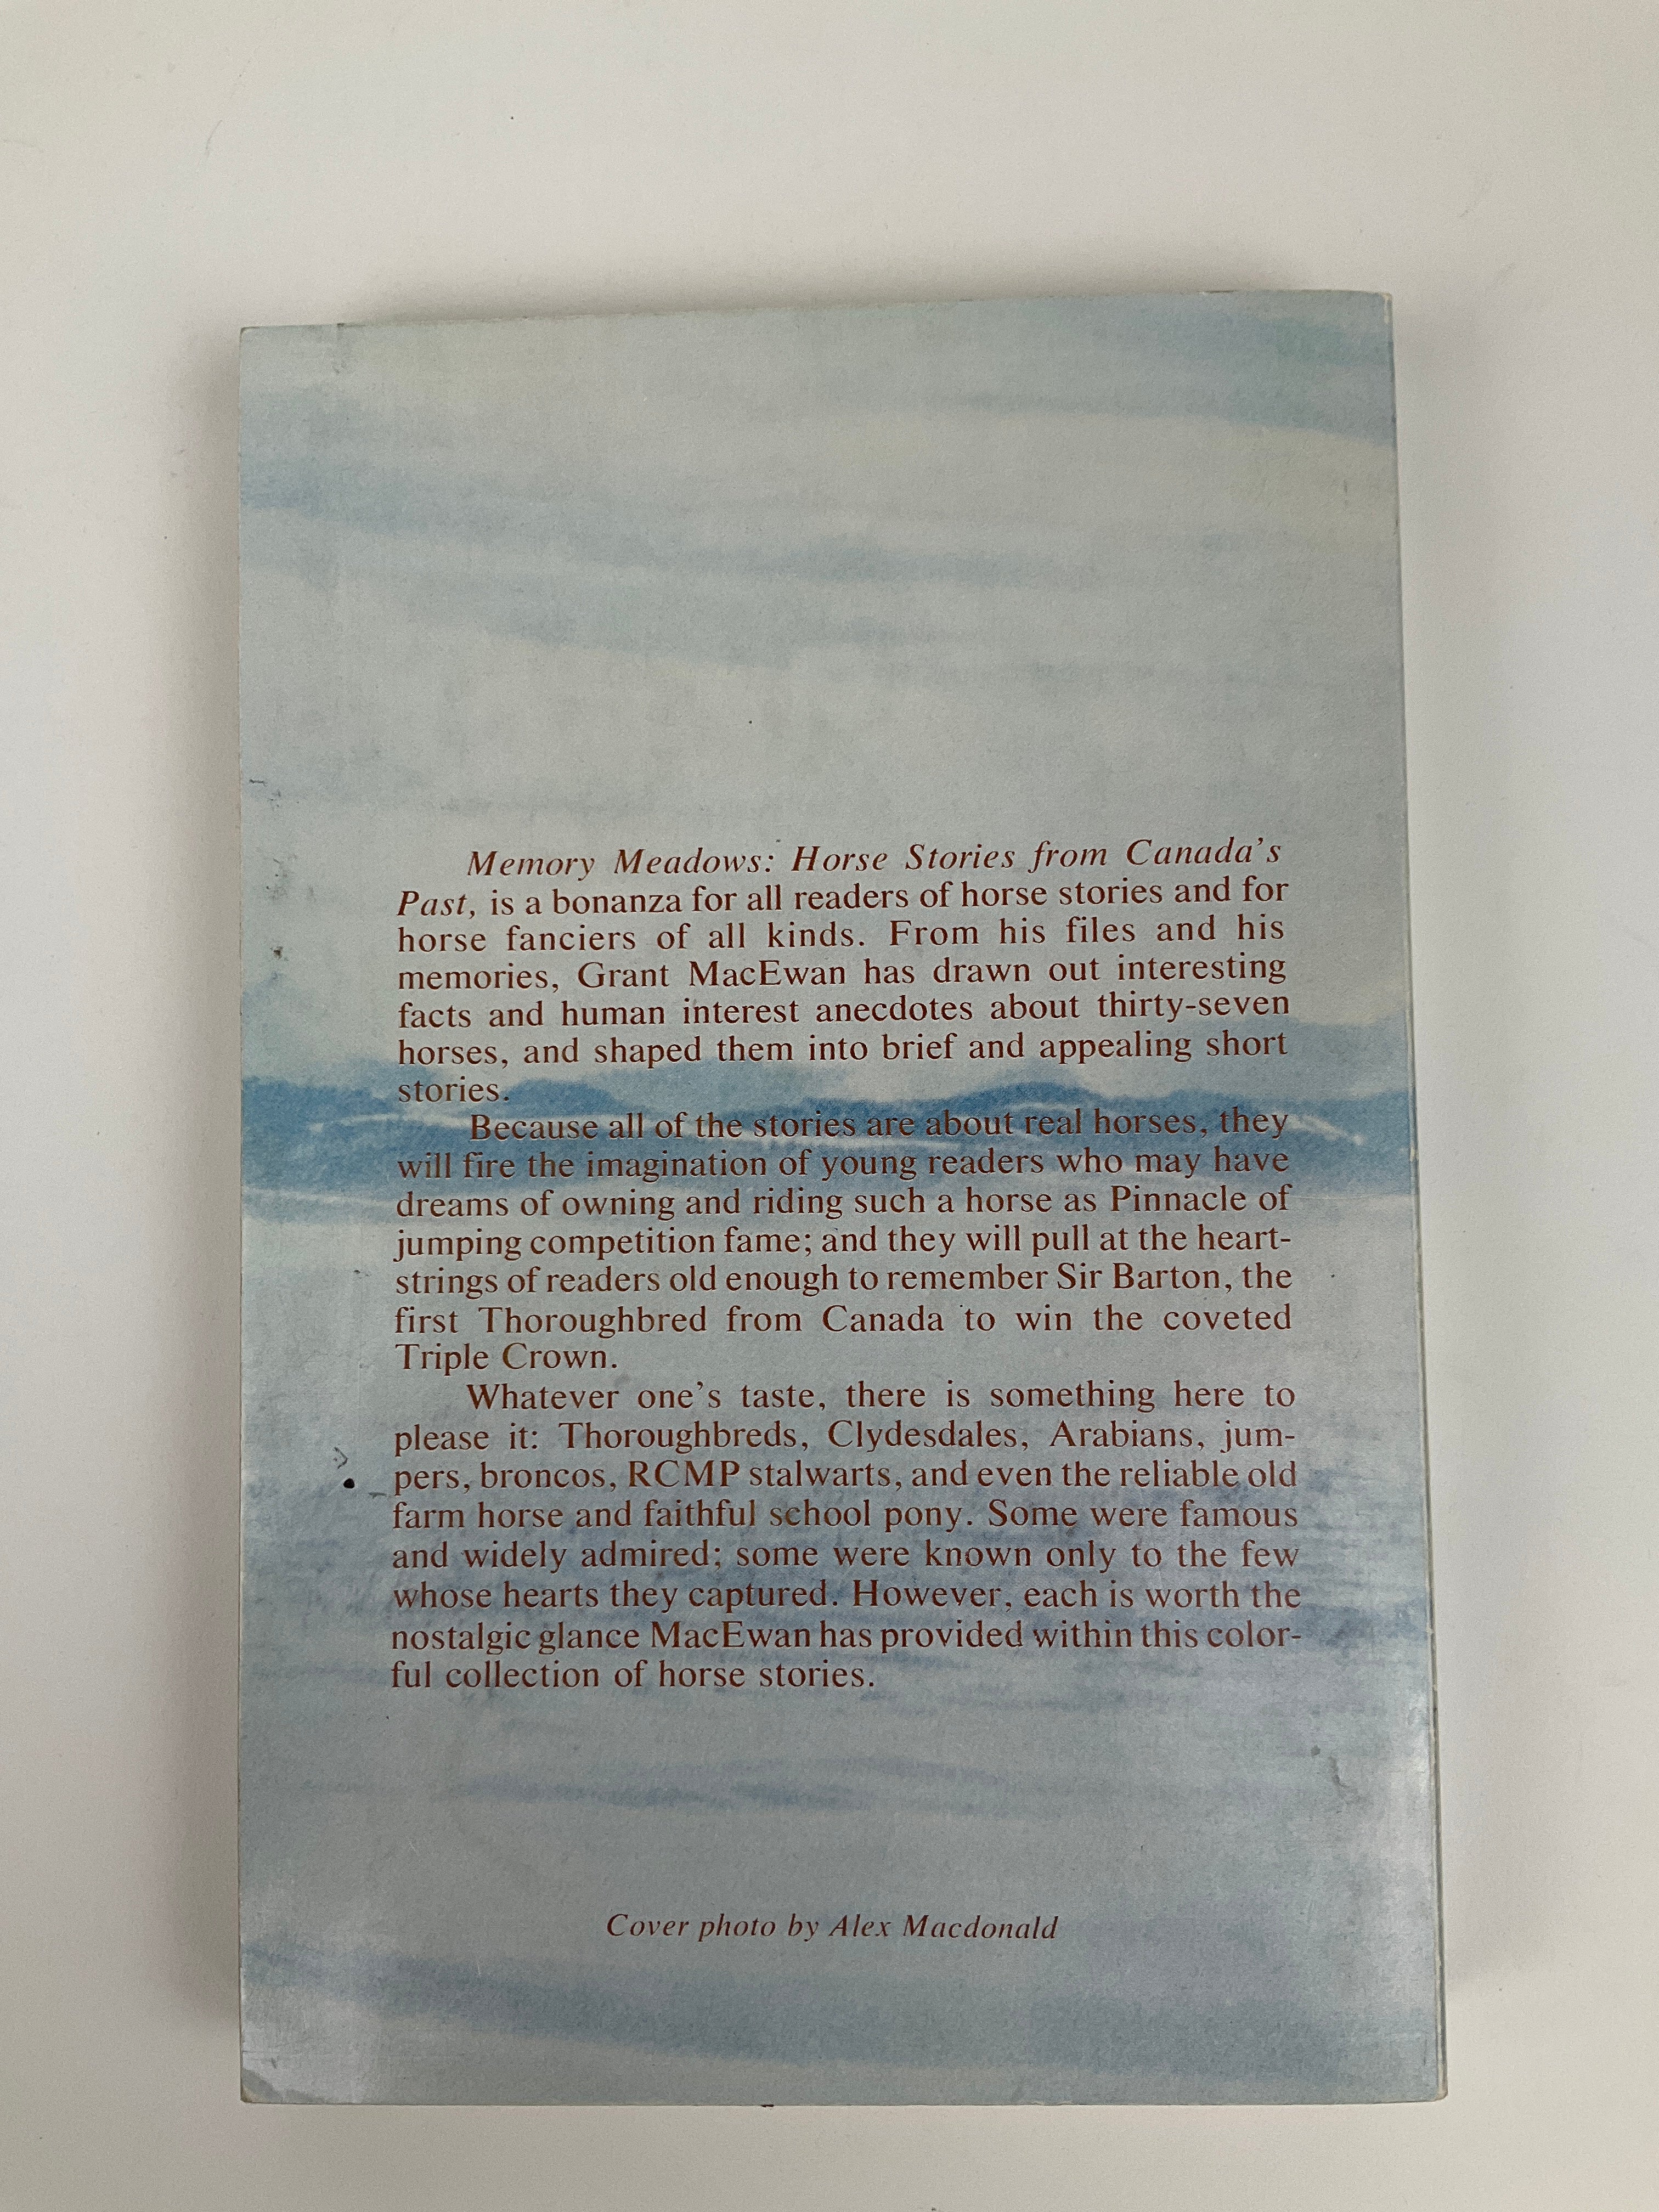 Memory Meadows: Horse Stories from Canada's
Past, is a bonanza for all readers of horse stories and for
horse fanciers of all kinds. From his files and his
memories, Grant MacEwan has drawn out interesting
facts and human interest anecdotes about thirty-seven
horses, and shaped them into brief and appealing short
stories.
Because all of the stories are about real horses, they
will fire the imagination of young readers who may have
dreams of owning and riding such a horse as Pinnacle of
jumping competition fame; and they will pull at the heart-
strings of readers old enough to remember Sir Barton, the
first Thoroughbred from Canada to win the coveted
Triple Crown.
Whatever one's taste, there is something here to
please it: Thoroughbreds, Clydesdales, Arabians, jum-
pers, broncos, RCMP stalwarts, and even the reliable old
farm horse and faithful school pony. Some were famous
and widely admired; some were known only to the few
whose hearts they captured. However, each is worth the
nostalgic glance MacEwan has provided within this color-
ful collection of horse stories.
Cover photo by Alex Macdonald